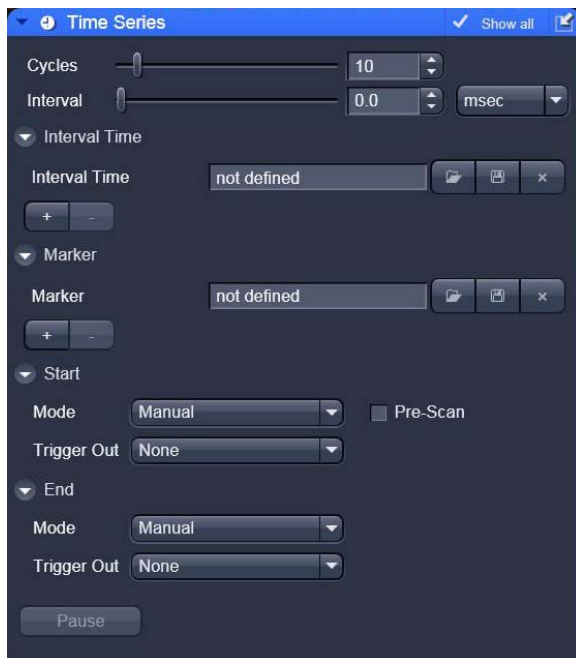 Time Series Show all
Cycles 10
Interval 0.0 msec
Interval Time
Interval Time not defined
+ -
Marker
Marker not defined
+ -
Start
Mode Manual Pre-Scan
Trigger Out None
End
Mode Manual
Trigger Out None
Pause